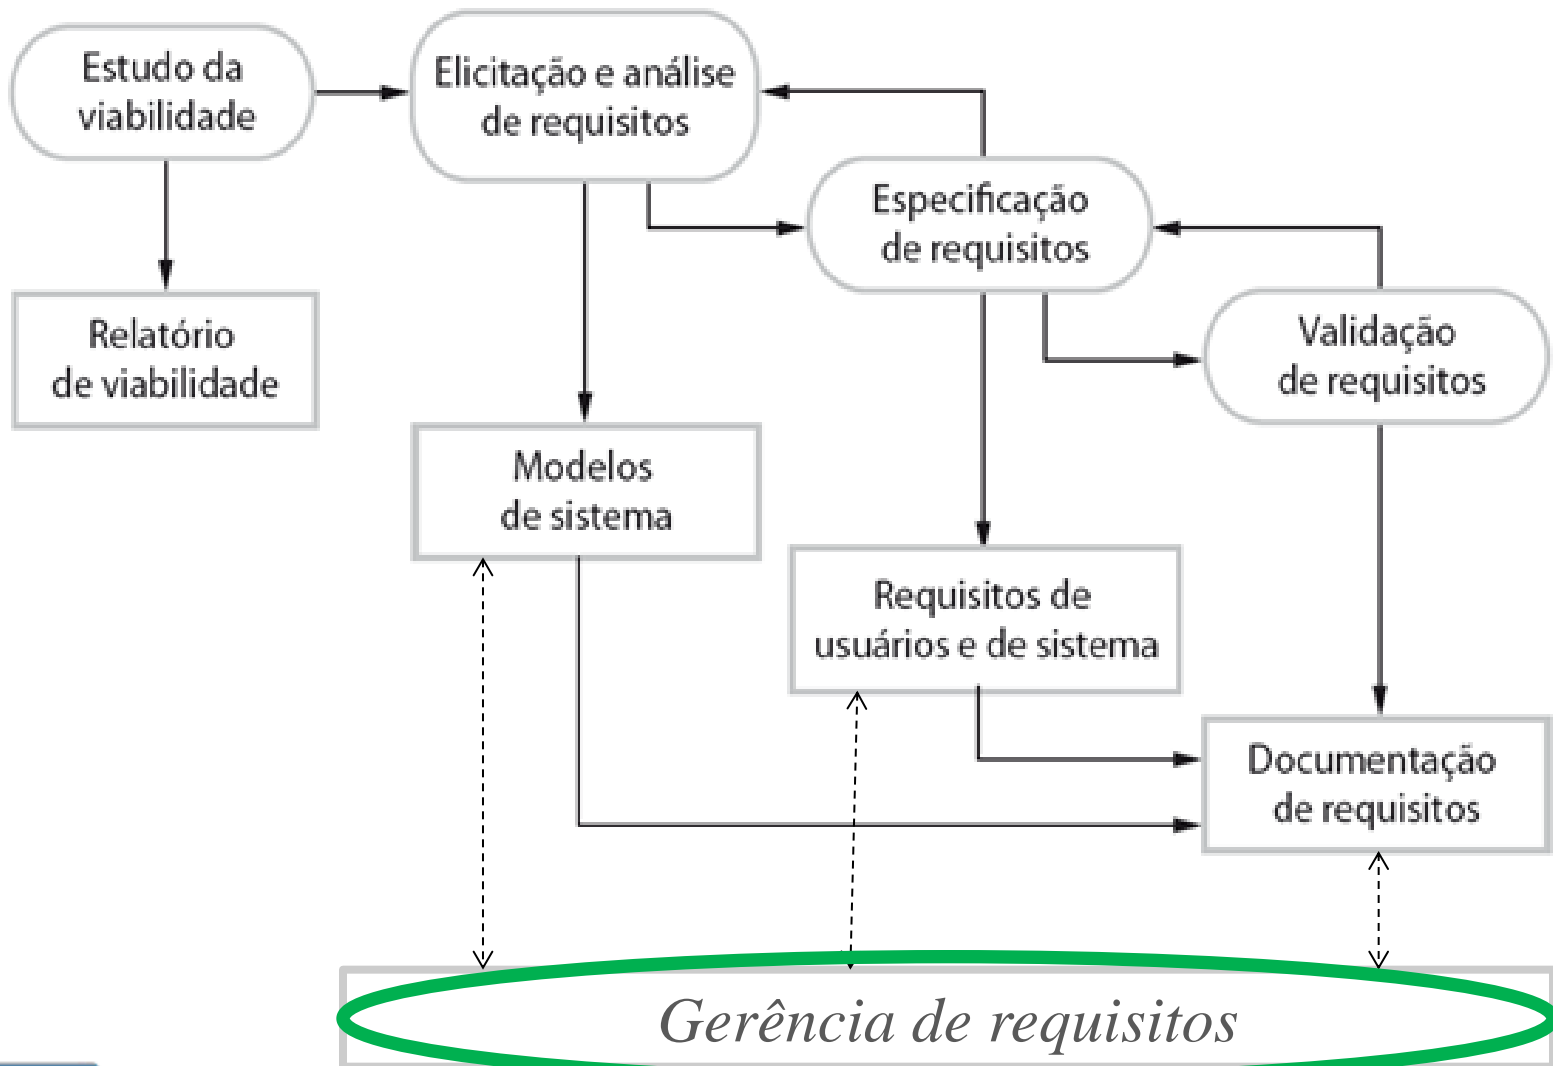 Estudo da
viabilidade
Elicitação e análise
de requisitos
Especificação
de requisitos
Validação
de requisitos
Relatório
de viabilidade
Modelos
de sistema
Requisitos de
usuários e de sistema
Documentação
de requisitos
Gerência de requisitos